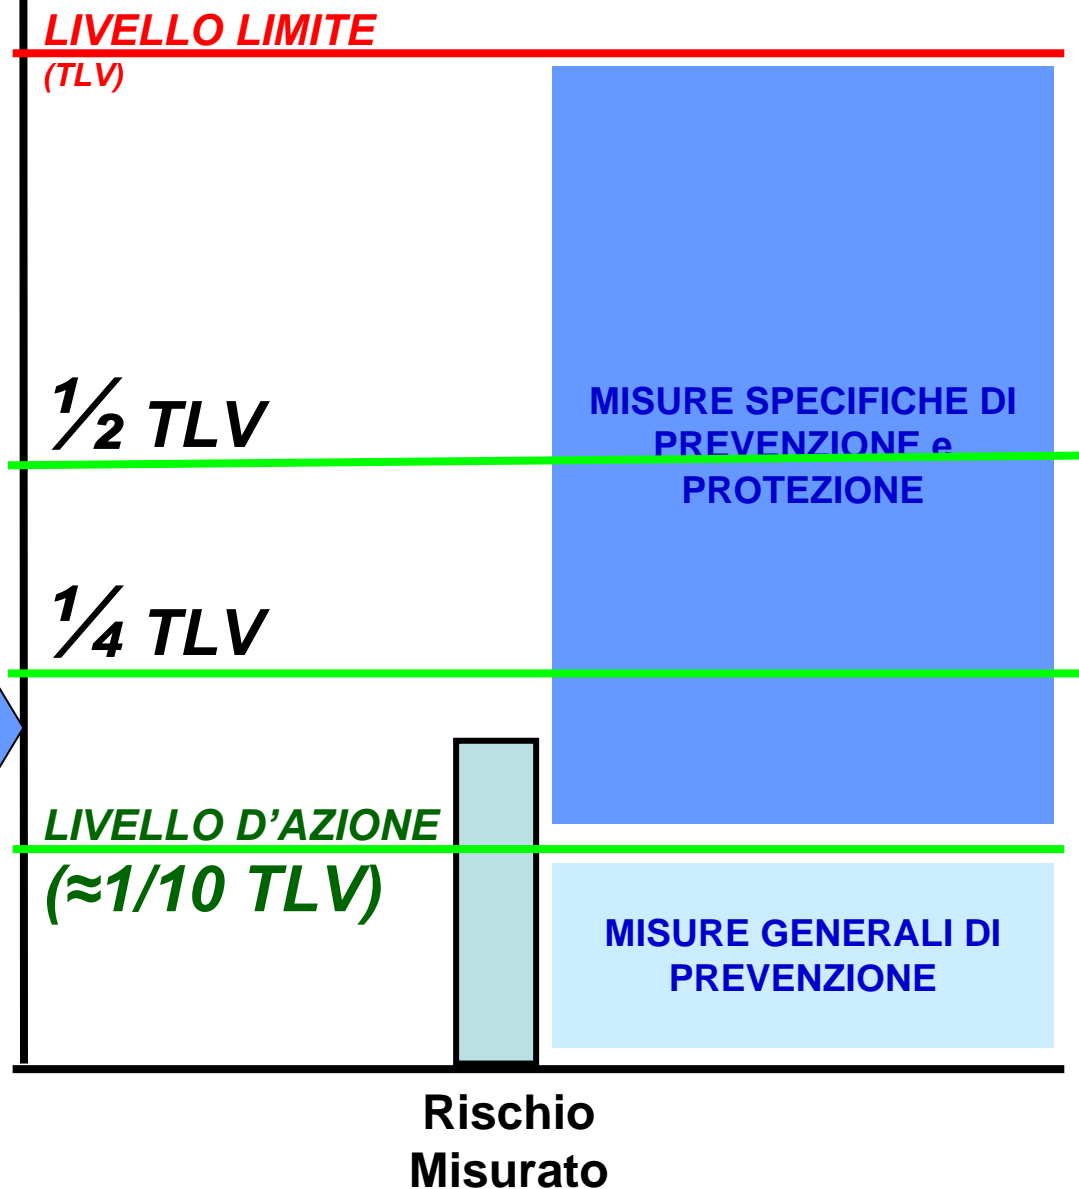 LIVELLO LIMITE
(TLV)
½ TLV
MISURE SPECIFICHE DI
PREVENZIONE e
PROTEZIONE
¼ TLV
LIVELLO D’AZIONE
(≈1/10 TLV)
MISURE GENERALI DI
PREVENZIONE
Rischio
Misurato